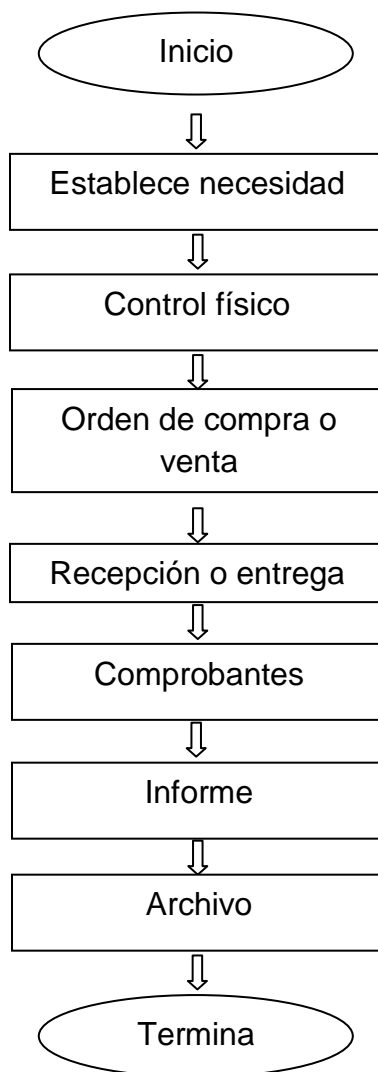 Inicio
Establece necesidad
Control físico
Orden de compra o
venta
Recepción o entrega
Comprobantes
Informe
Archivo
Termina